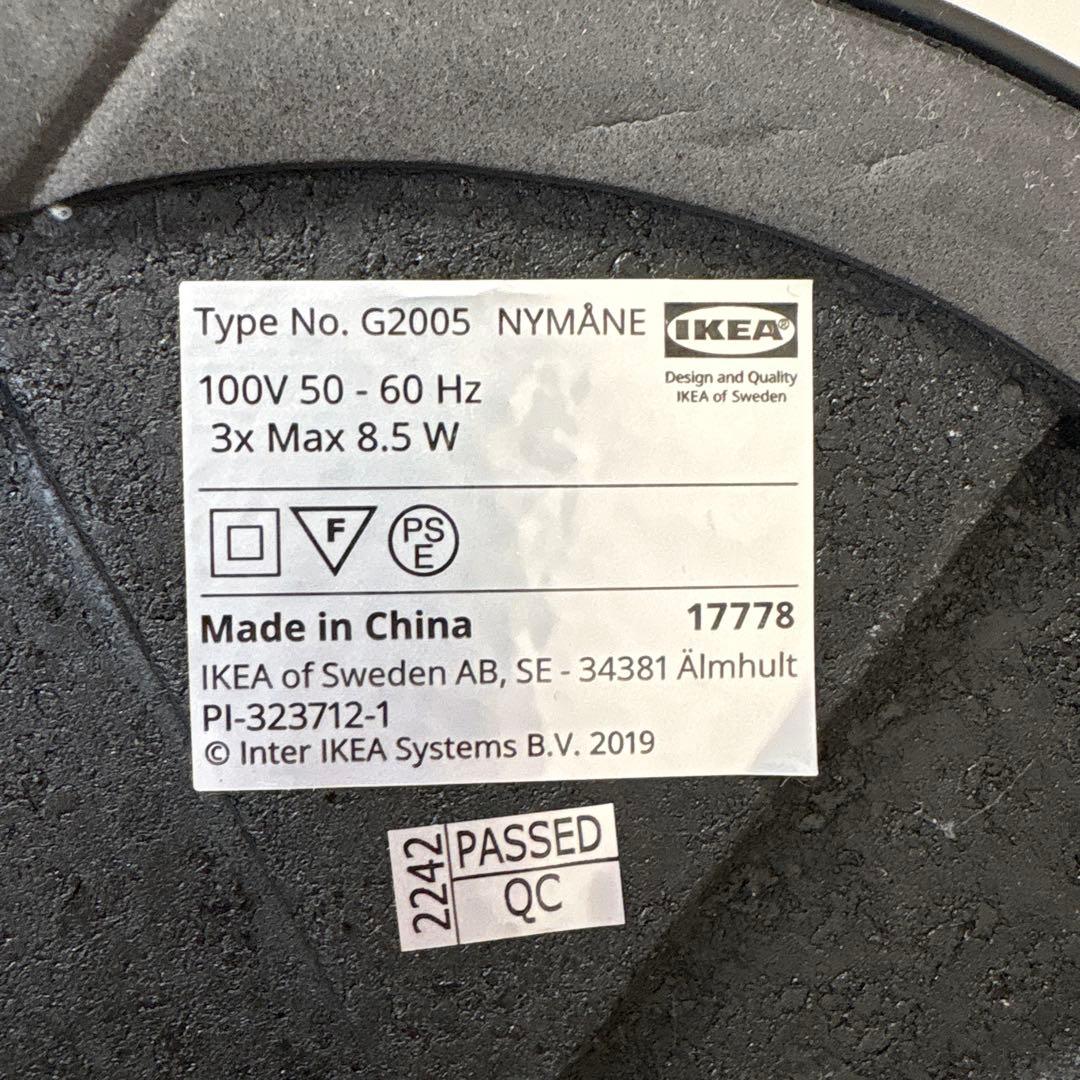 Type No. G2005 NYMÅNE
IKEA®
Design and Quality
IKEA of Sweden
100V 50 - 60 Hz
3x Max 8.5 W
F
PS
E
Made in China 17778
IKEA of Sweden AB, SE - 34381 Älmhult
PI-323712-1
© Inter IKEA Systems B.V. 2019
2242
PASSED
QC